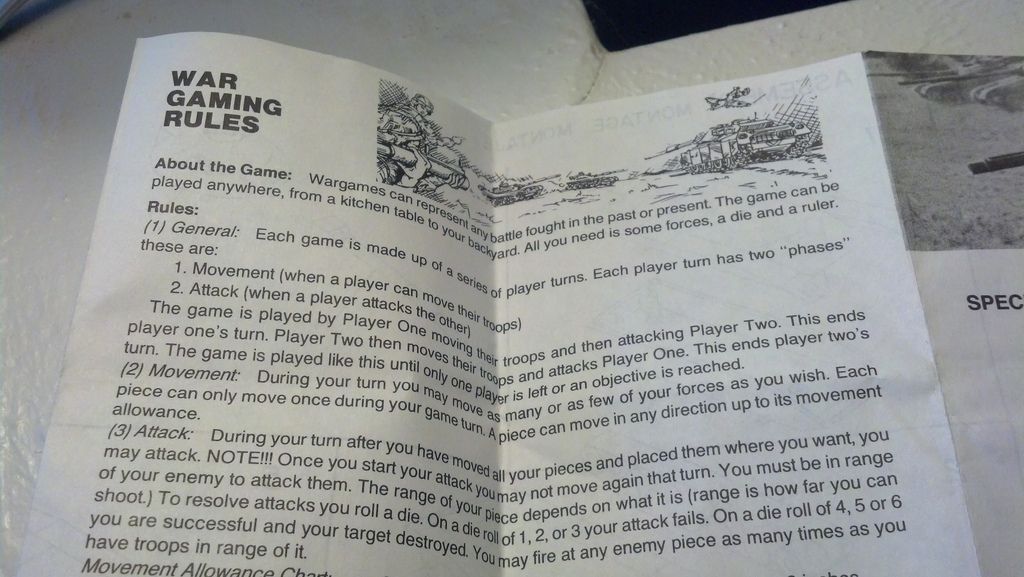 WAR
GAMING
RULES
About the Game: Wargames can represent any battle fought in the past or present. The game can be
played anywhere, from a kitchen table to your backyard. All you need is some forces, a die and a ruler.
Rules:
(1) General: Each game is made up of a series of player turns. Each player turn has two "phases"
these are:
1. Movement (when a player can move their troops)
2. Attack (when a player attacks the other)
The game is played by Player One moving their troops and then attacking Player Two. This ends
player one's turn. Player Two then moves their troops and attacks Player One. This ends player two's
turn. The game is played like this until only one player is left or an objective is reached.
(2) Movement: During your turn you may move as many or as few of your forces as you wish. Each
piece can only move once during your game turn. A piece can move in any direction up to its movement
allowance.
(3) Attack: During your turn after you have moved all your pieces and placed them where you want, you
may attack. NOTE!!! Once you start your attack you may not move again that turn. You must be in range
of your enemy to attack them. The range of your piece depends on what it is (range is how far you can
shoot.) To resolve attacks you roll a die. On a die roll of 1, 2, or 3 your attack fails. On a die roll of 4, 5 or 6
you are successful and your target destroyed. You may fire at any enemy piece as many times as you
have troops in range of it.
Movement Allowance Chart:
SPEC
MONTAGE